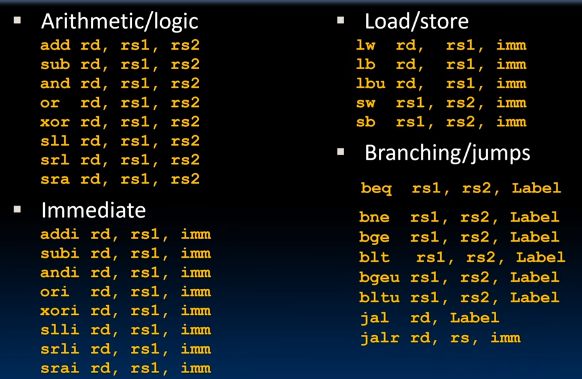 Arithmetic/logic
add rd, rs1, rs2
sub rd, rs1, rs2
and rd, rs1, rs2
or rd, rs1, rs2
xor rd, rs1, rs2
sll rd, rs1, rs2
srl rd, rs1, rs2
sra rd, rs1, rs2
Immediate
addi rd, rs1, imm
subi rd, rs1, imm
andi rd, rs1, imm
ori rd, rs1, imm
xori rd, rs1, imm
slli rd, rs1, imm
srli rd, rs1, imm
srai rd, rs1, imm
Load/store
lw rd, rs1, imm
lb rd, rs1, imm
lbu rd, rs1, imm
sw rs1, rs2, imm
sb rs1, rs2, imm
Branching/jumps
beq rs1, rs2, Label
bne rs1, rs2, Label
bge rs1, rs2, Label
blt rs1, rs2, Label
bgeu rs1, rs2, Label
bltu rs1, rs2, Label
jal rd, Label
jalr rd, rs, imm